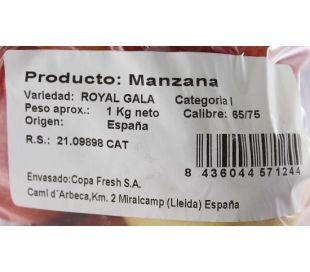 Producto: Manzana
Variedad: ROYAL GALA Categoria I
Peso aprox.: 1 Kg neto Calibre: 65/75
Origen: España
R.S.: 21.09898 CAT
8 436044 571244
Envasado:Copa Fresh S.A.
Camí d´Arbeca,Km. 2 Miralcamp (Lleida) España